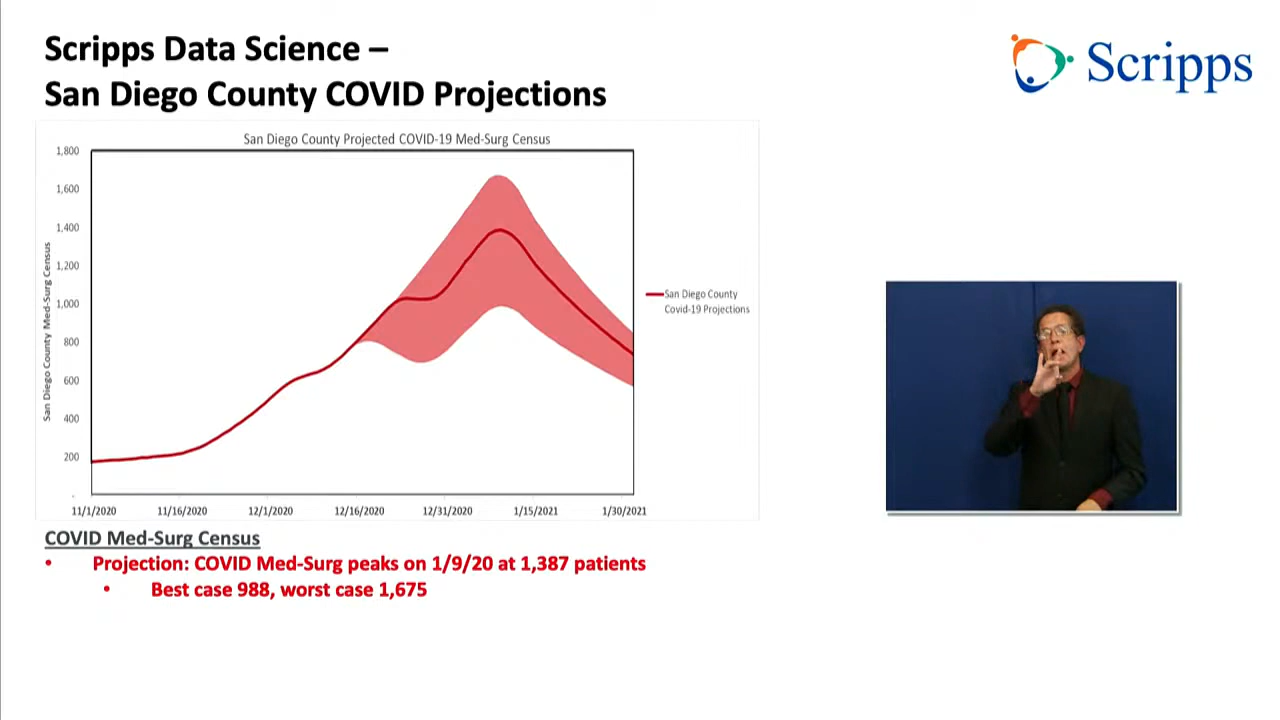 Scripps Data Science –
San Diego County COVID Projections
Scripps
San Diego County Projected COVID-19 Med-Surg Census
San Diego County Med-Surg Census
1,800
1,600
1,400
1,200
1,000
800
600
400
200
-
11/1/2020 11/16/2020 12/1/2020 12/16/2020 12/31/2020 1/15/2021 1/30/2021
San Diego County
Covid-19 Projections
COVID Med-Surg Census
• Projection: COVID Med-Surg peaks on 1/9/20 at 1,387 patients
• Best case 988, worst case 1,675